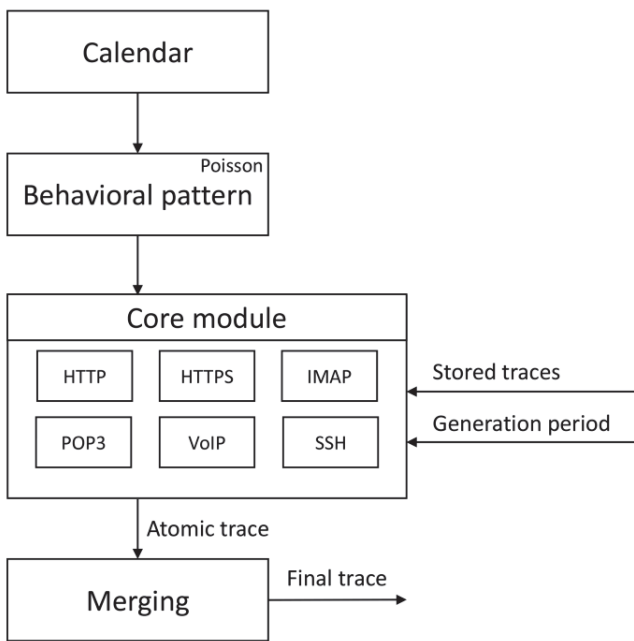 Calendar
Poisson
Behavioral pattern
Core module
HTTP HTTPS IMAP
Stored traces
Generation period
POP3 VoIP SSH
Atomic trace
Final trace
Merging